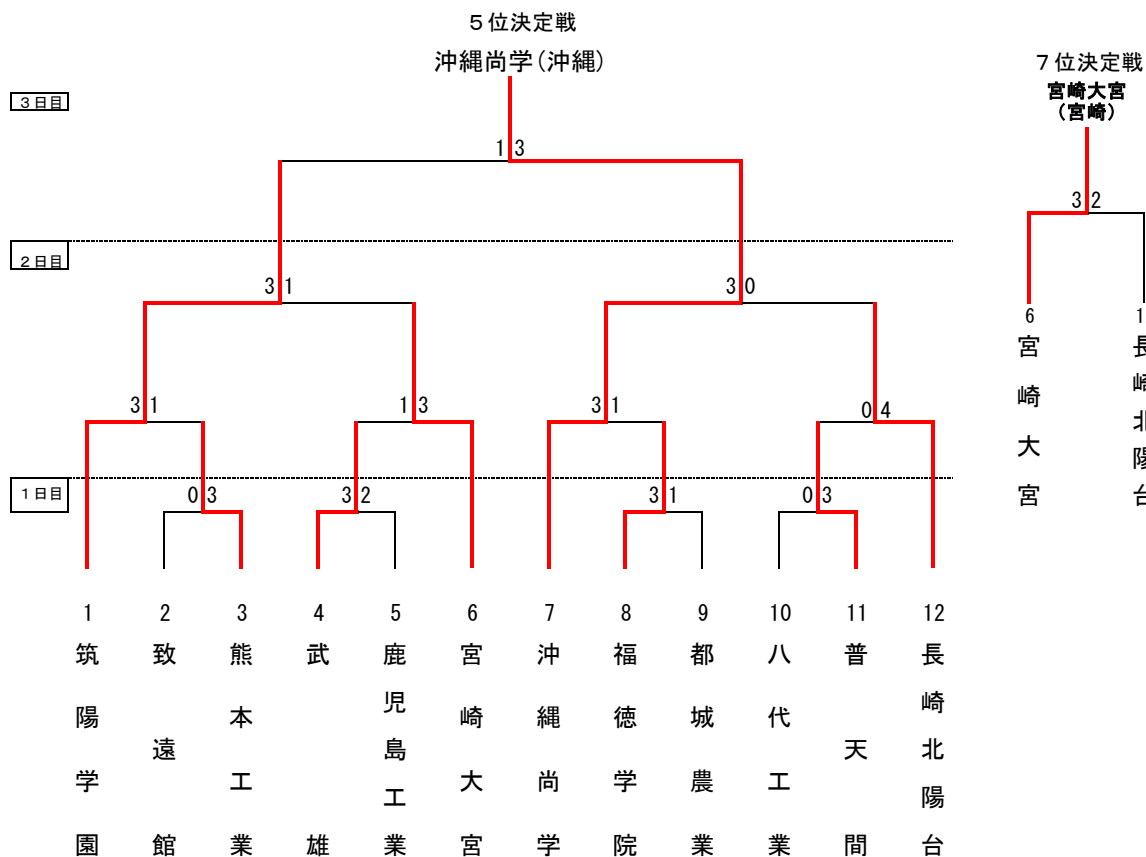 5位決定戦
沖縄尚学(沖縄)
7位決定戦
宮崎大宮
(宮崎)
3日目
1 3
3 2
2日目
3 1
3 0
6
1
宮崎大宮
長崎北陽台
3 1
1 3
3 1
0 4
1日目
0 3
3 2
3 1
0 3
1
2
3
4
5
6
7
8
9
10
11
12
筑陽学園
致遠館
熊本工業
武雄
鹿児島工業
宮崎大宮
沖縄尚学
福徳学院
都城農業
八代工業
普天間
長崎北陽台